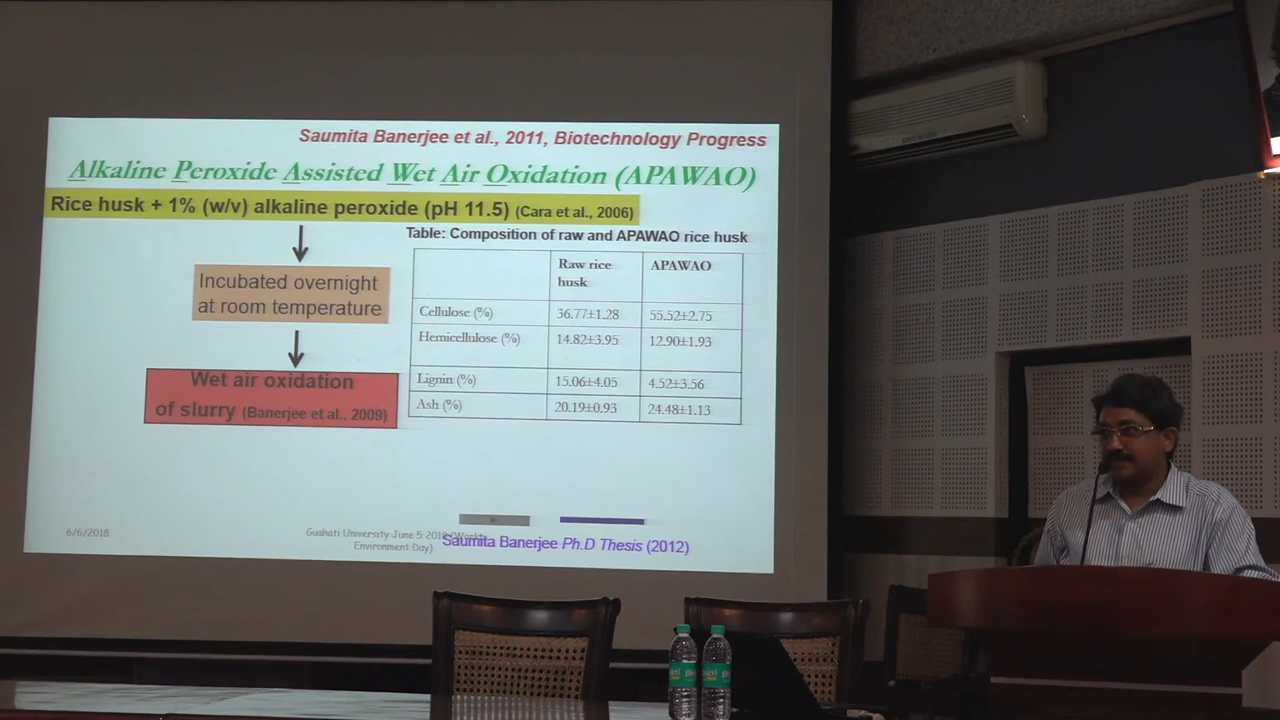 Saumita Banerjee et al., 2011, Biotechnology Progress
Alkaline Peroxide Assisted Wet Air Oxidation (APAWAO)
Rice husk + 1% (w/v) alkaline peroxide (pH 11.5) (Cara et al., 2006)
Incubated overnight
at room temperature
Wet air oxidation
of slurry (Banerjee et al., 2009)
Table: Composition of raw and APAWAO rice husk
Raw rice husk APAWAO
Cellulose (%) 36.77±1.28 55.52±2.75
Hemicellulose (%) 14.82±3.95 12.90±1.93
Lignin (%) 15.06±4.05 4.52±3.56
Ash (%) 20.19±0.93 24.48±1.13
6/6/2018
Guahati University June 5 2018 (World
Environment Day)
Saumita Banerjee Ph.D Thesis (2012)